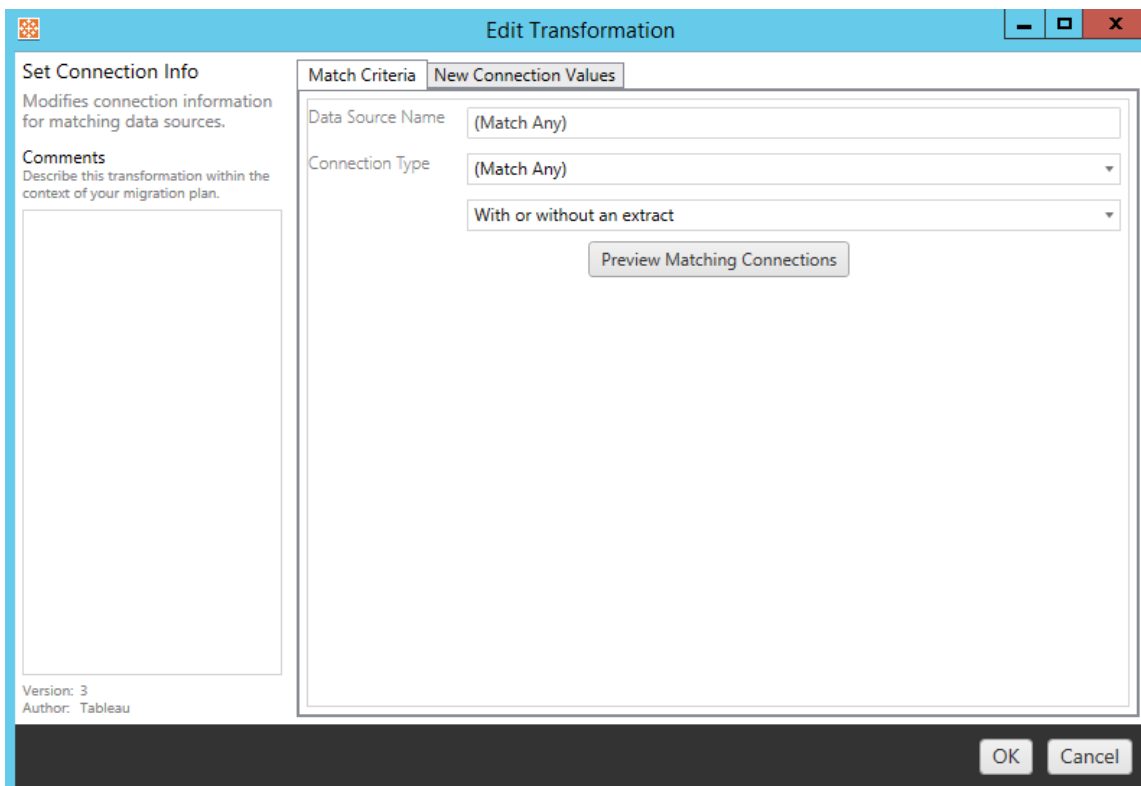 Edit Transformation
Set Connection Info
Modifies connection information
for matching data sources.
Comments
Describe this transformation within the
context of your migration plan.
Version: 3
Author: Tableau
Match Criteria
New Connection Values
Data Source Name
(Match Any)
Connection Type
(Match Any)
With or without an extract
Preview Matching Connections
OK
Cancel